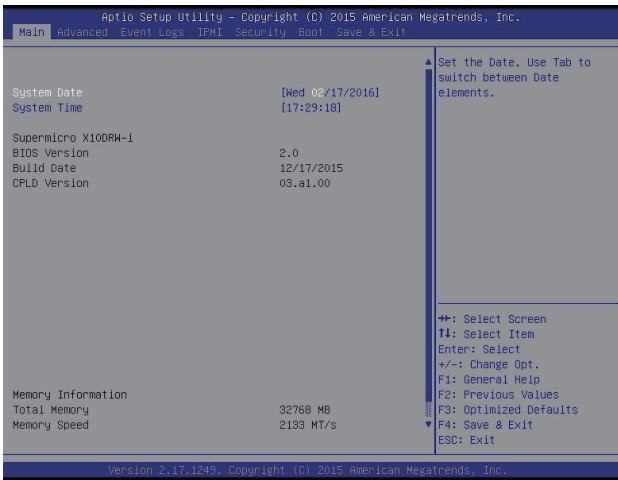 Aptio Setup Utility – Copyright (C) 2015 American Megatrends, Inc.
Main Advanced Event Logs IPMI Security Boot Save & Exit
System Date [Wed 02/17/2016]
System Time [17:29:18]
Supermicro X10DRW-i
BIOS Version 2.0
Build Date 12/17/2015
CPLD Version 03.a1.00
Memory Information
Total Memory 32768 MB
Memory Speed 2133 MT/s
Set the Date. Use Tab to
switch between Date
elements.
→←: Select Screen
↑↓: Select Item
Enter: Select
+/-: Change Opt.
F1: General Help
F2: Previous Values
F3: Optimized Defaults
F4: Save & Exit
ESC: Exit
Version 2.17.1249. Copyright (C) 2015 American Megatrends, Inc.